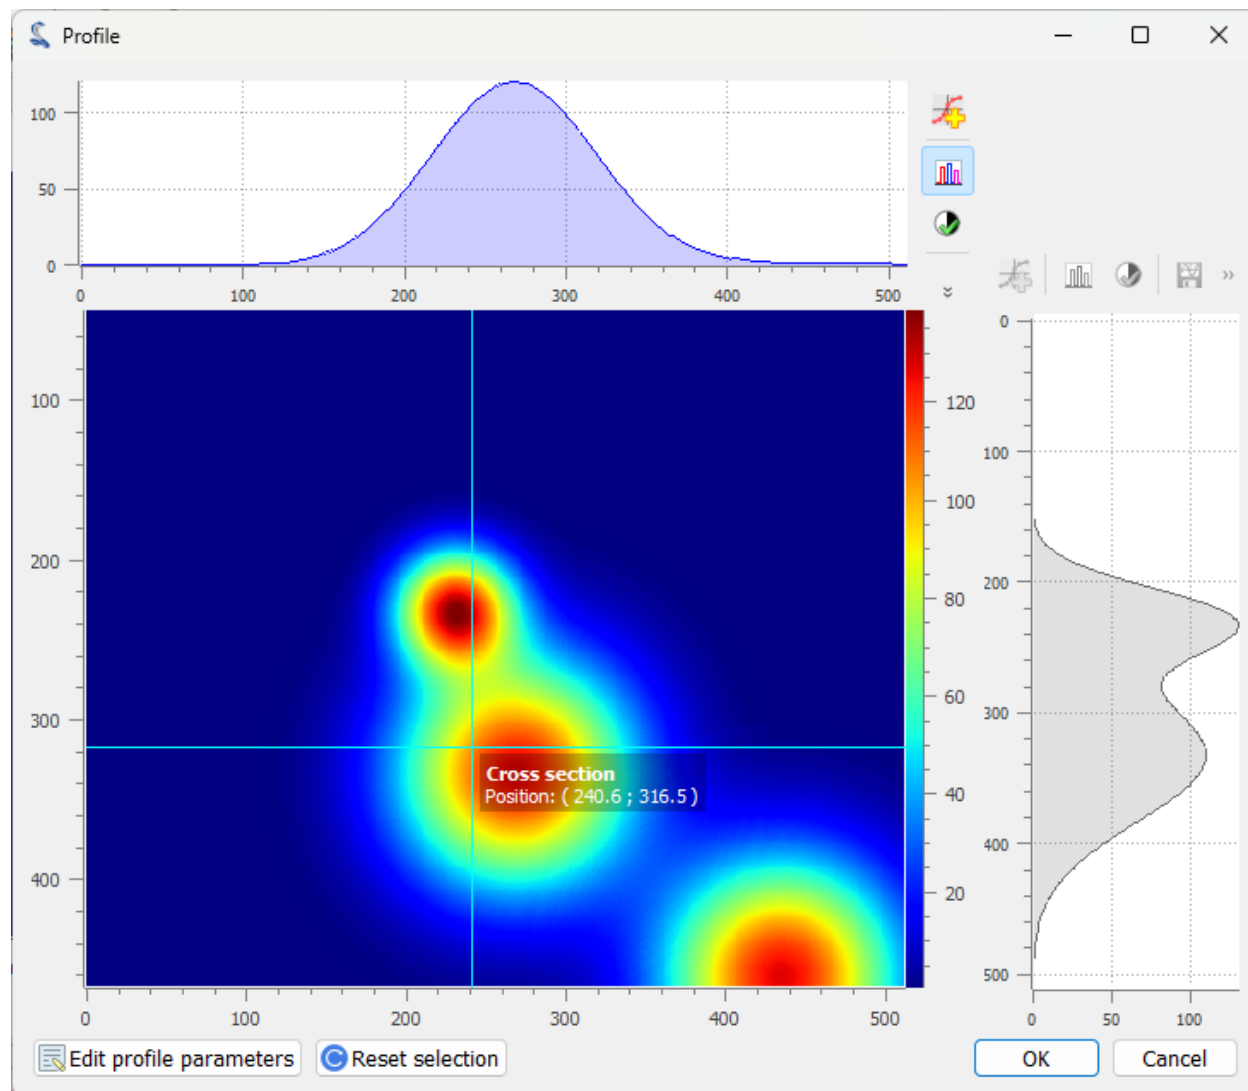 Profile
100
50
0
0 100 200 300 400 500
»
100
200
300
400
0 100 200 300 400 500
120
100
80
60
40
20
»
0
100
200
300
400
500
0 50 100
Cross section
Position: ( 240.6 ; 316.5 )
Edit profile parameters
Reset selection
OK
Cancel